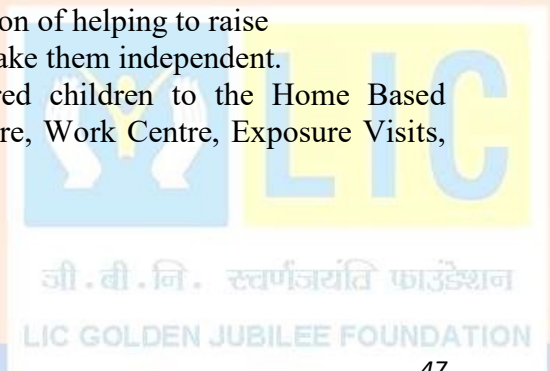 on of helping to raise
ake them independent.
red children to the Home Based
re, Work Centre, Exposure Visits,
LIC
जी.बी.नि. स्वर्णजयंति फाउंडेशन
LIC GOLDEN JUBILEE FOUNDATION
47